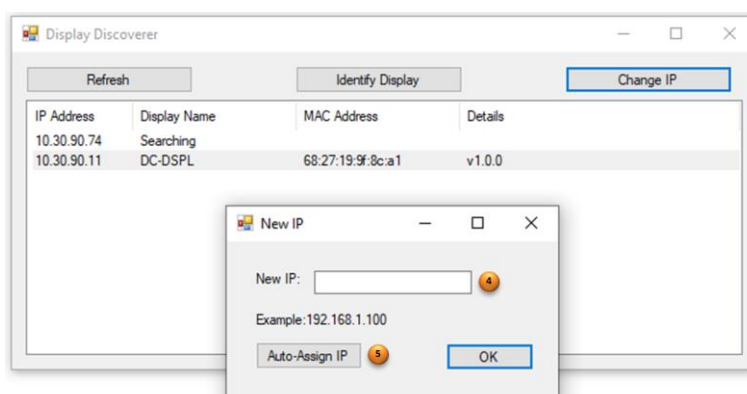 Display Discoverer
Refresh Identify Display Change IP
IP Address Display Name MAC Address Details
10.30.90.74 Searching
10.30.90.11 DC-DSPL 68:27:19:9f:8c:a1 v1.0.0
New IP
New IP: 4
Example:192.168.1.100
Auto-Assign IP 5 OK